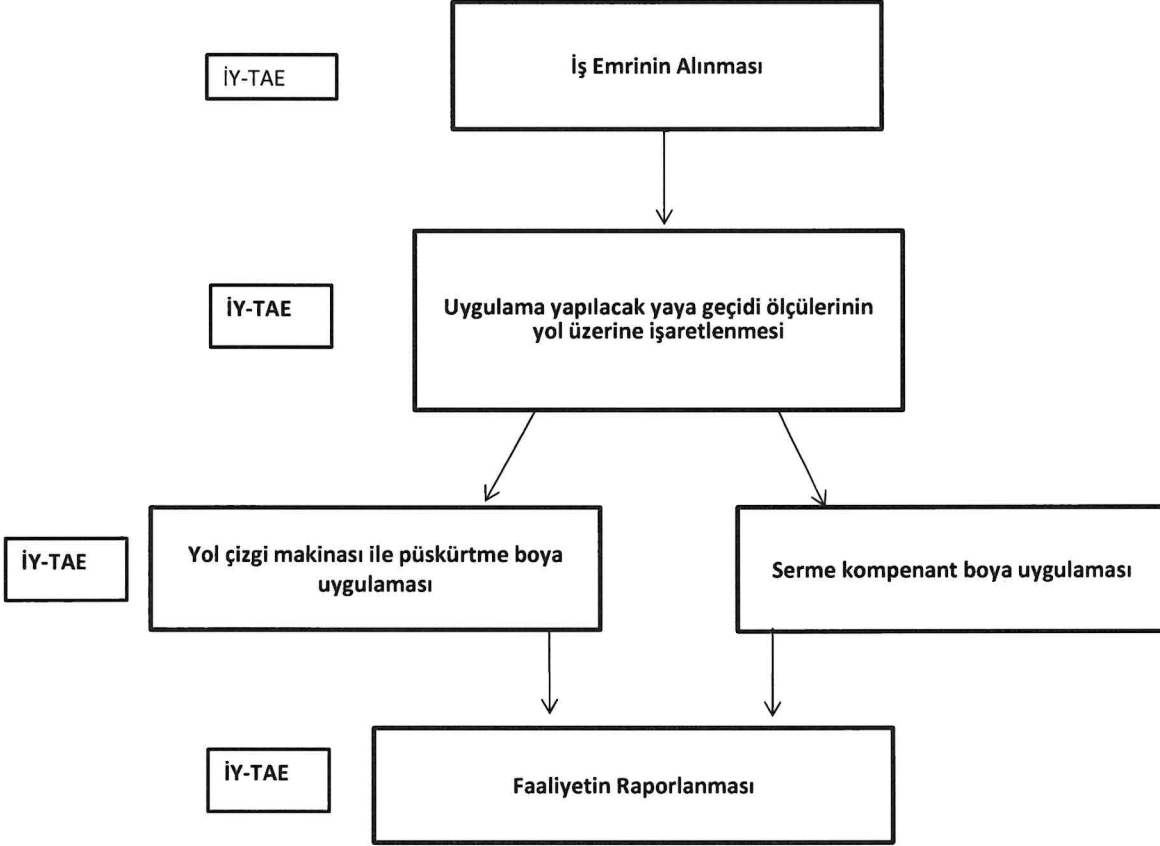 İY-TAE
İş Emrinin Alınması
İY-TAE
Uygulama yapılacak yaya geçidi ölçülerinin
yol üzerine işaretlenmesi
İY-TAE
Yol çizgi makinası ile püskürtme boya
uygulaması
Serme kompenant boya uygulaması
İY-TAE
Faaliyetin Raporlanması